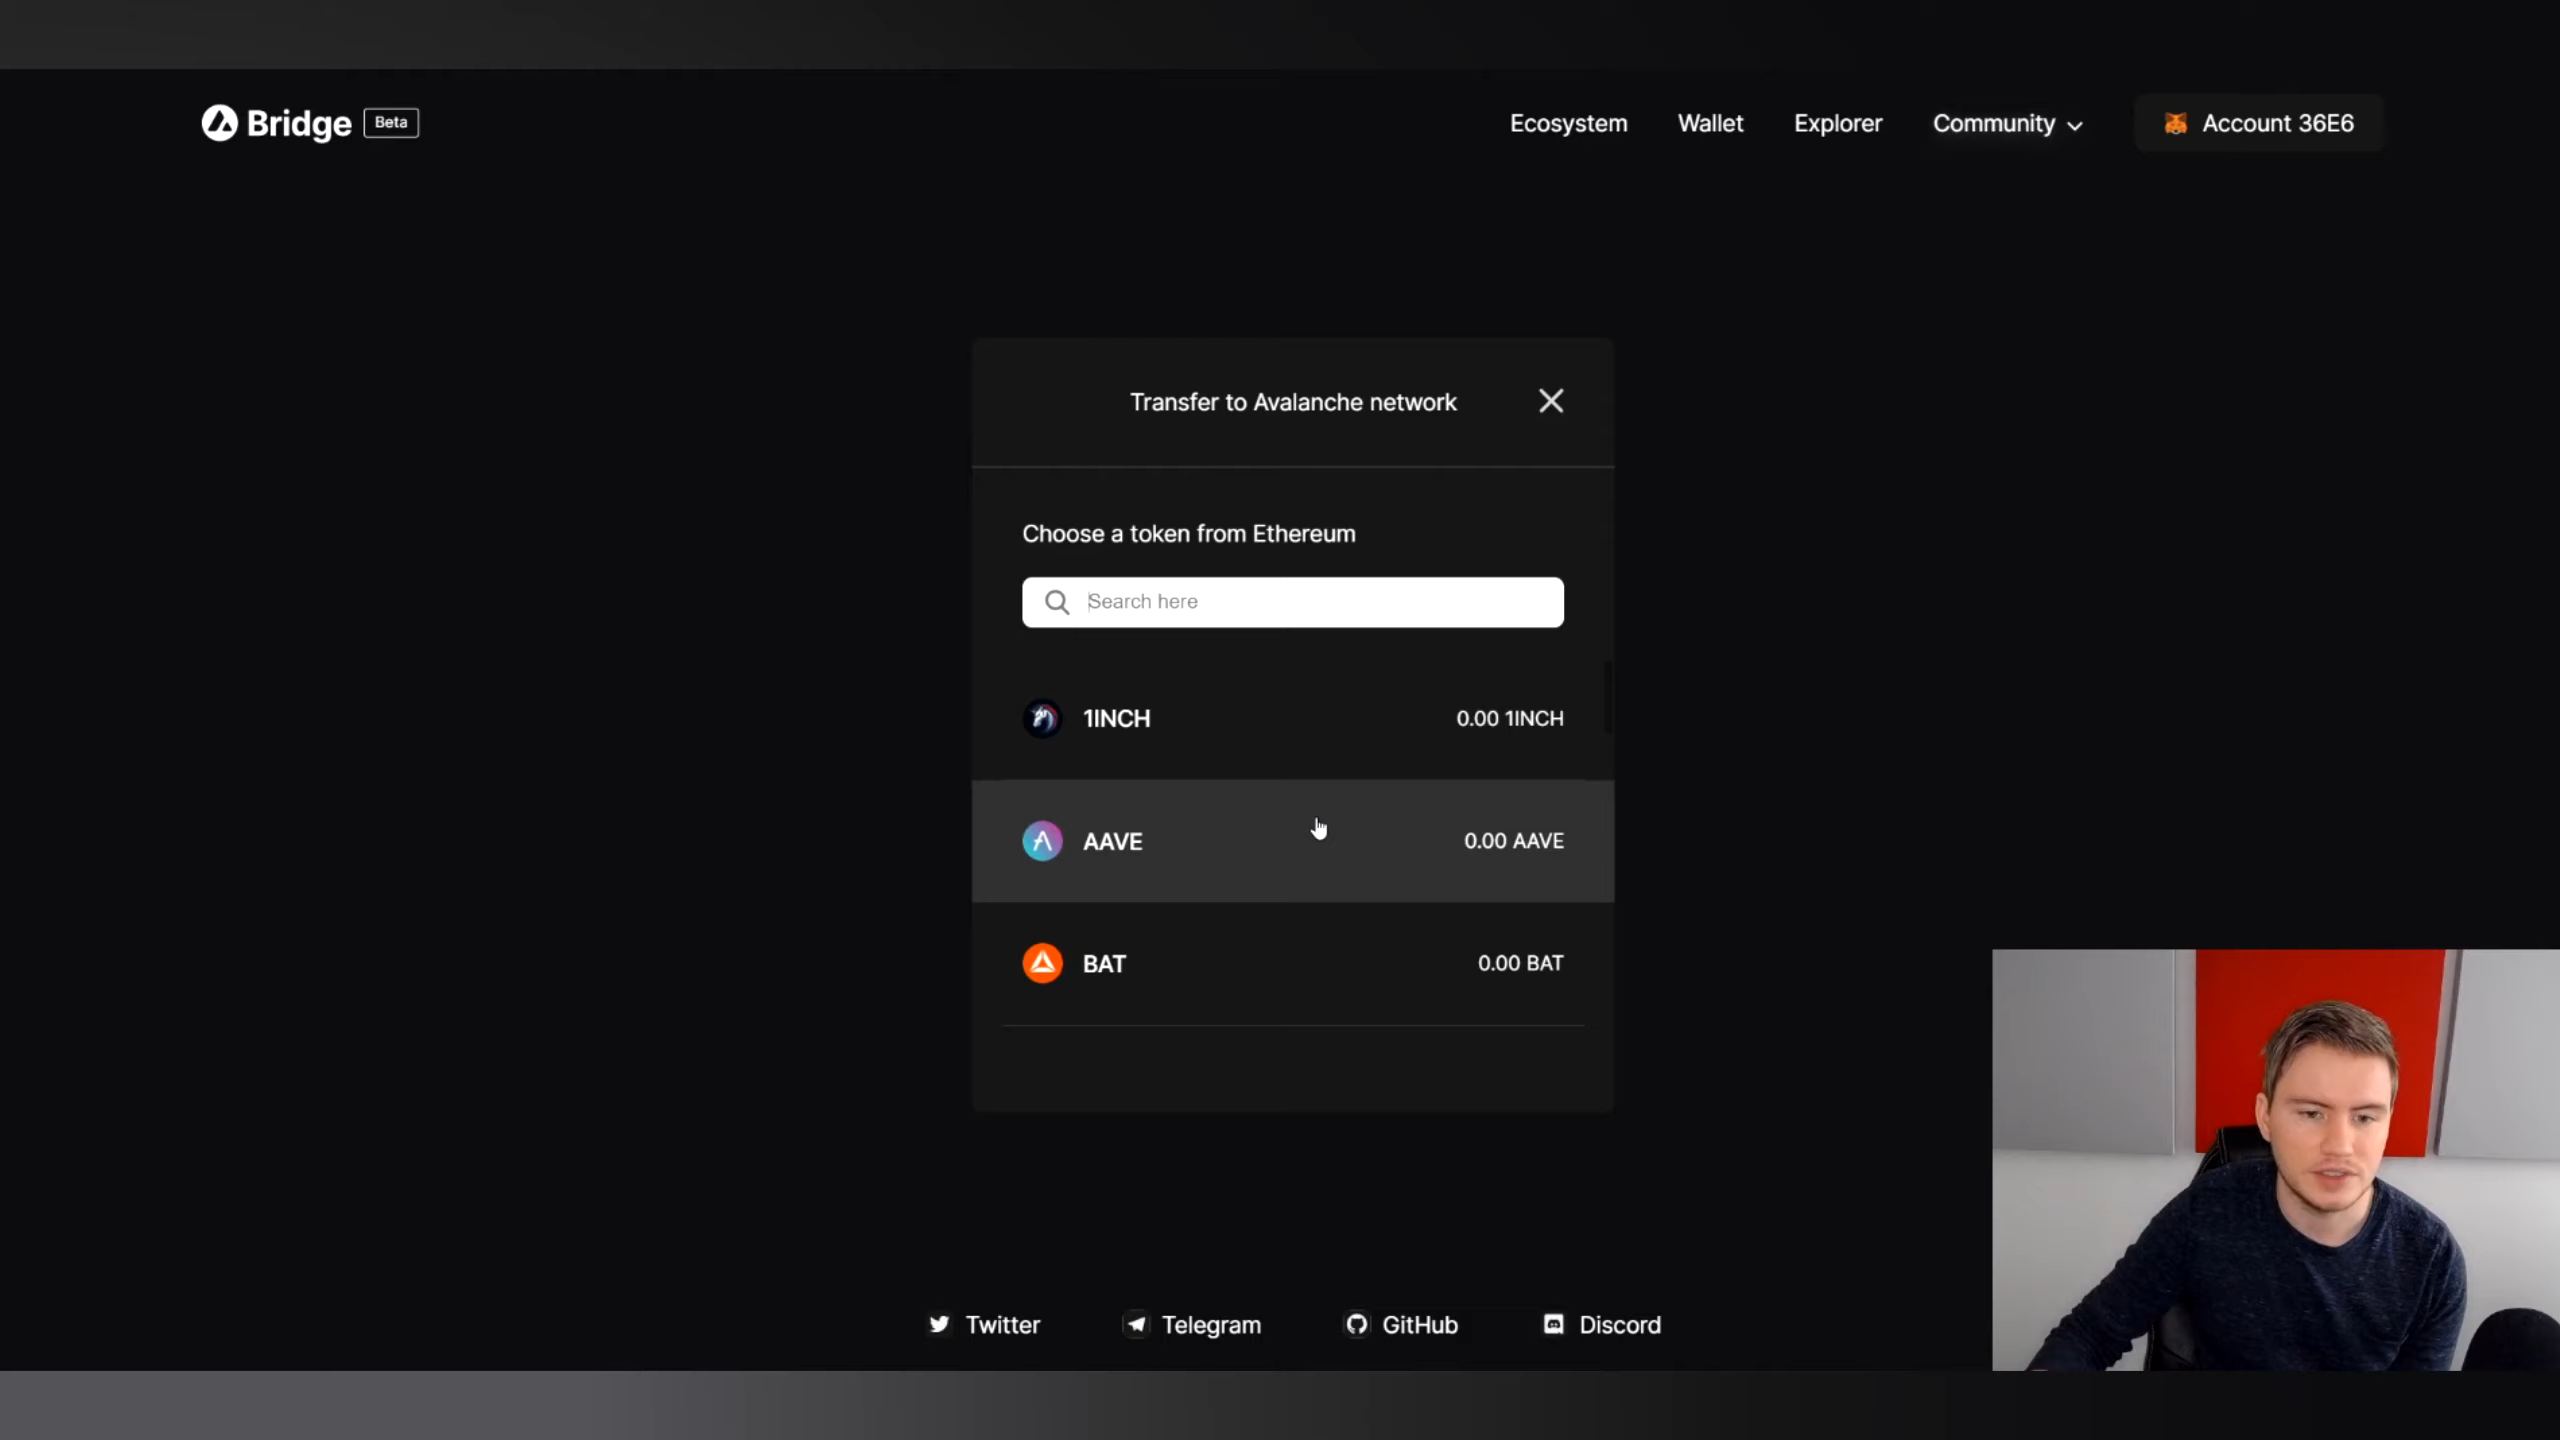 Bridge Beta
Ecosystem Wallet Explorer Community Account 36E6
Transfer to Avalanche network
Choose a token from Ethereum
Search here
1INCH 0.00 1INCH
AAVE 0.00 AAVE
BAT 0.00 BAT
Twitter Telegram GitHub Discord